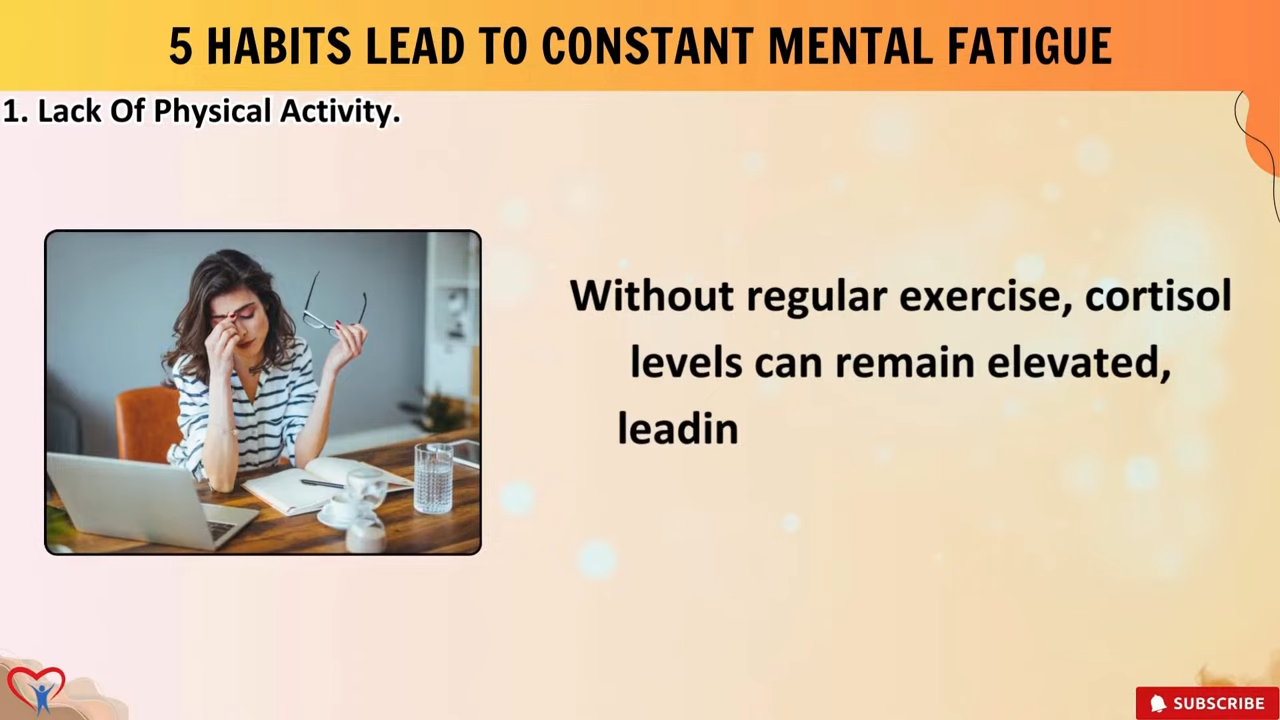 5 HABITS LEAD TO CONSTANT MENTAL FATIGUE
1. Lack Of Physical Activity.
Without regular exercise, cortisol
levels can remain elevated,
leadin
SUBSCRIBE